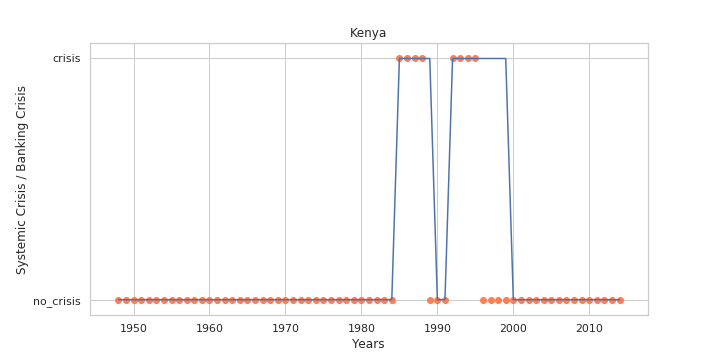 Kenya
crisis
no_crisis
Systemic Crisis / Banking Crisis
1950 1960 1970 1980 1990 2000 2010
Years